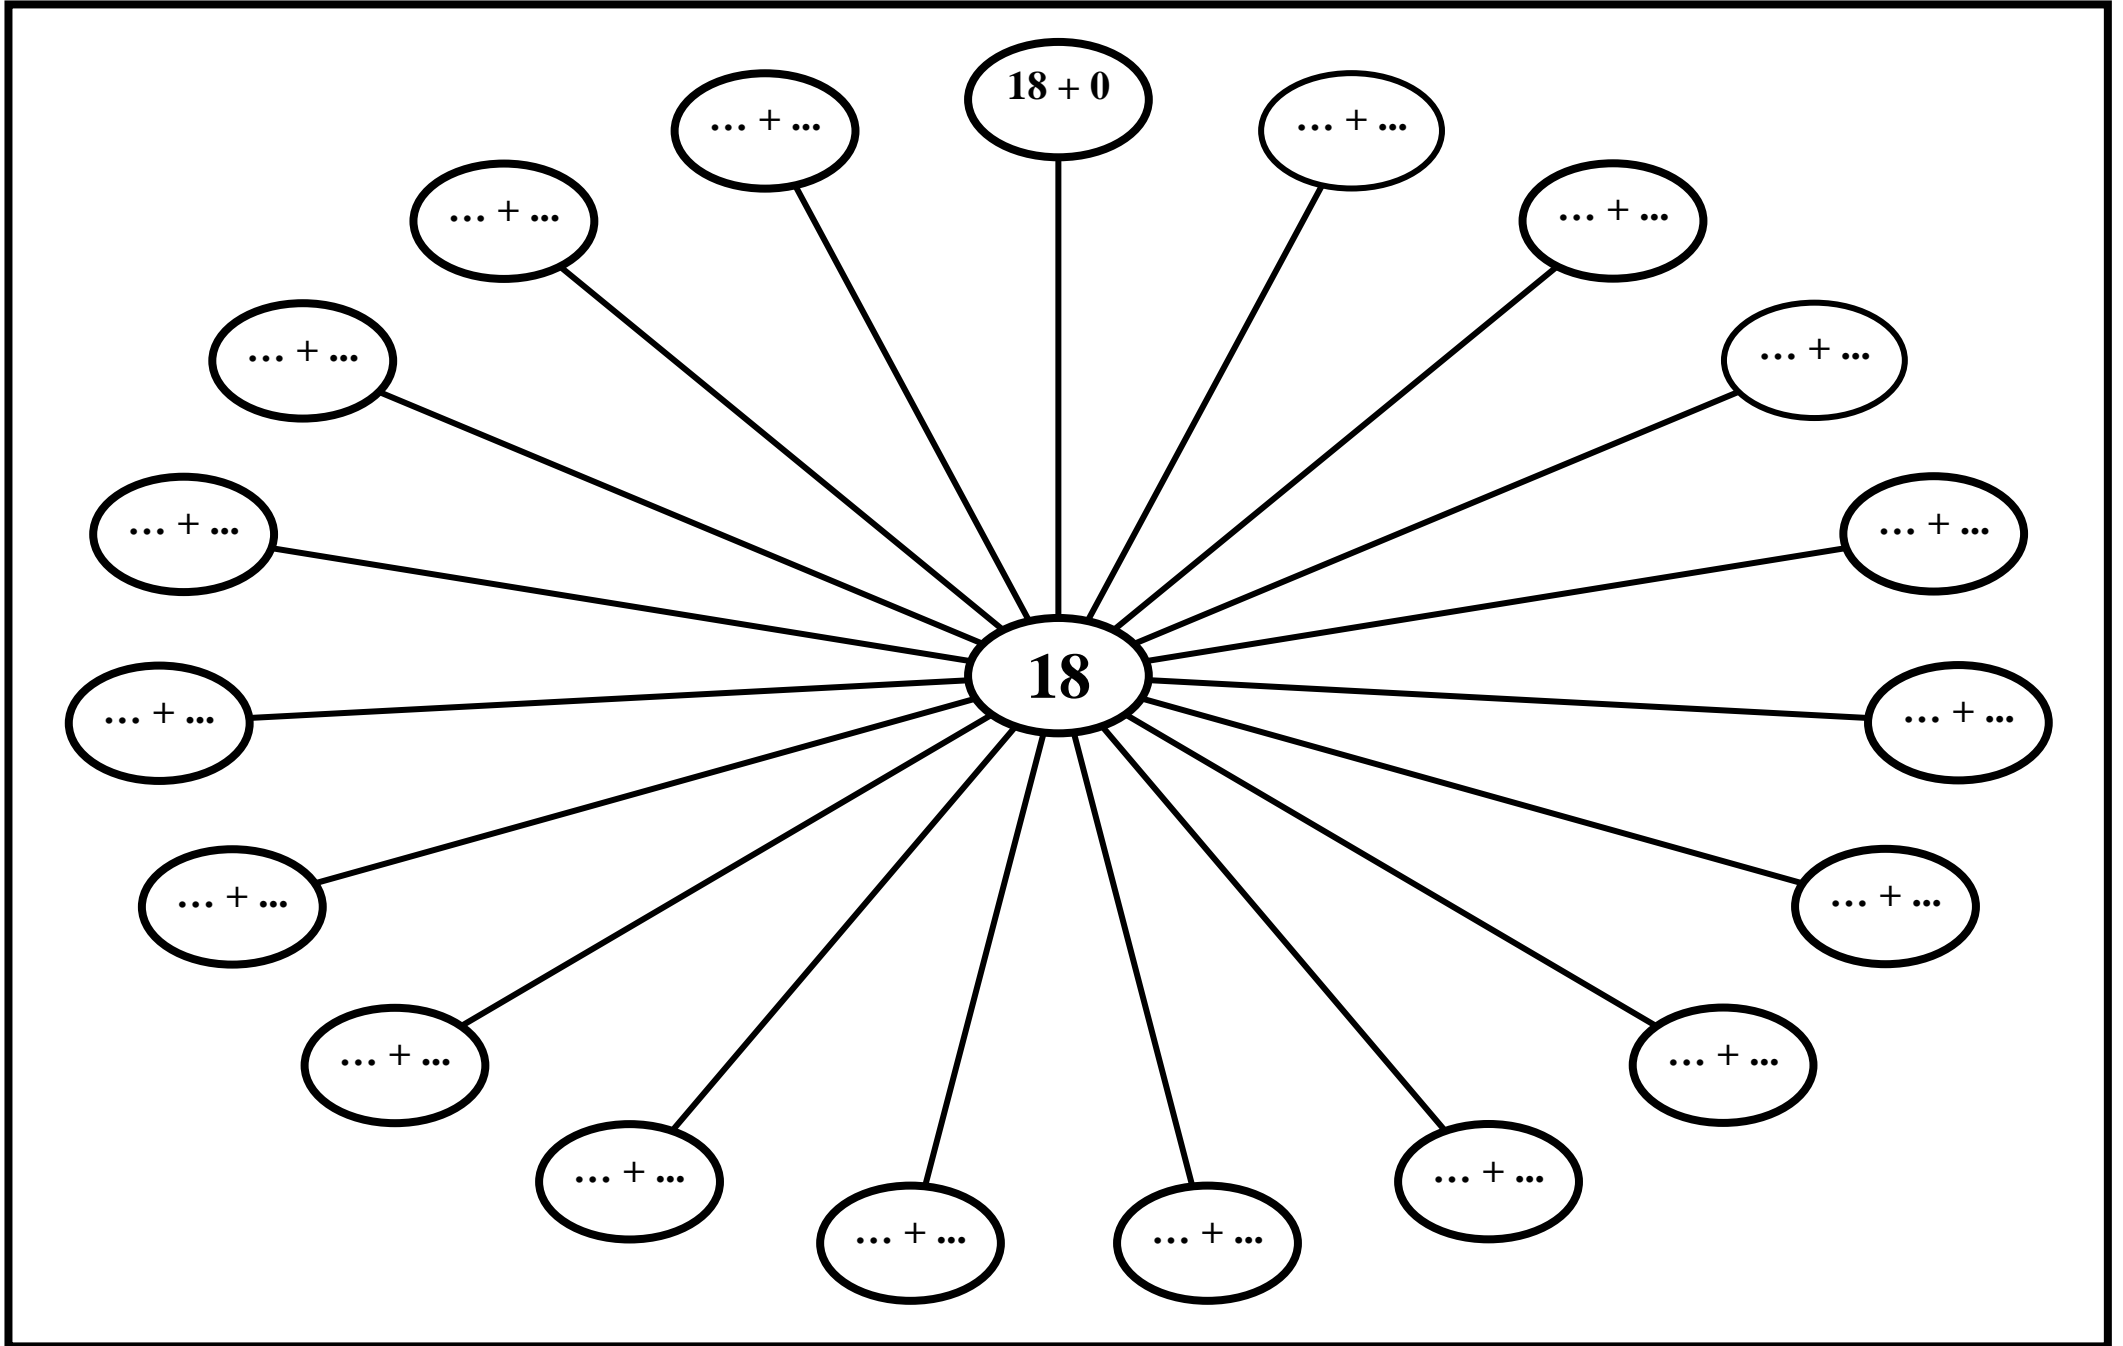 18 + 0
… + ...
… + ...
… + ...
… + ...
… + ...
… + ...
… + ...
… + ...
18
… + ...
… + ...
… + ...
… + ...
… + ...
… + ...
… + ...
… + ...
… + ...
… + ...